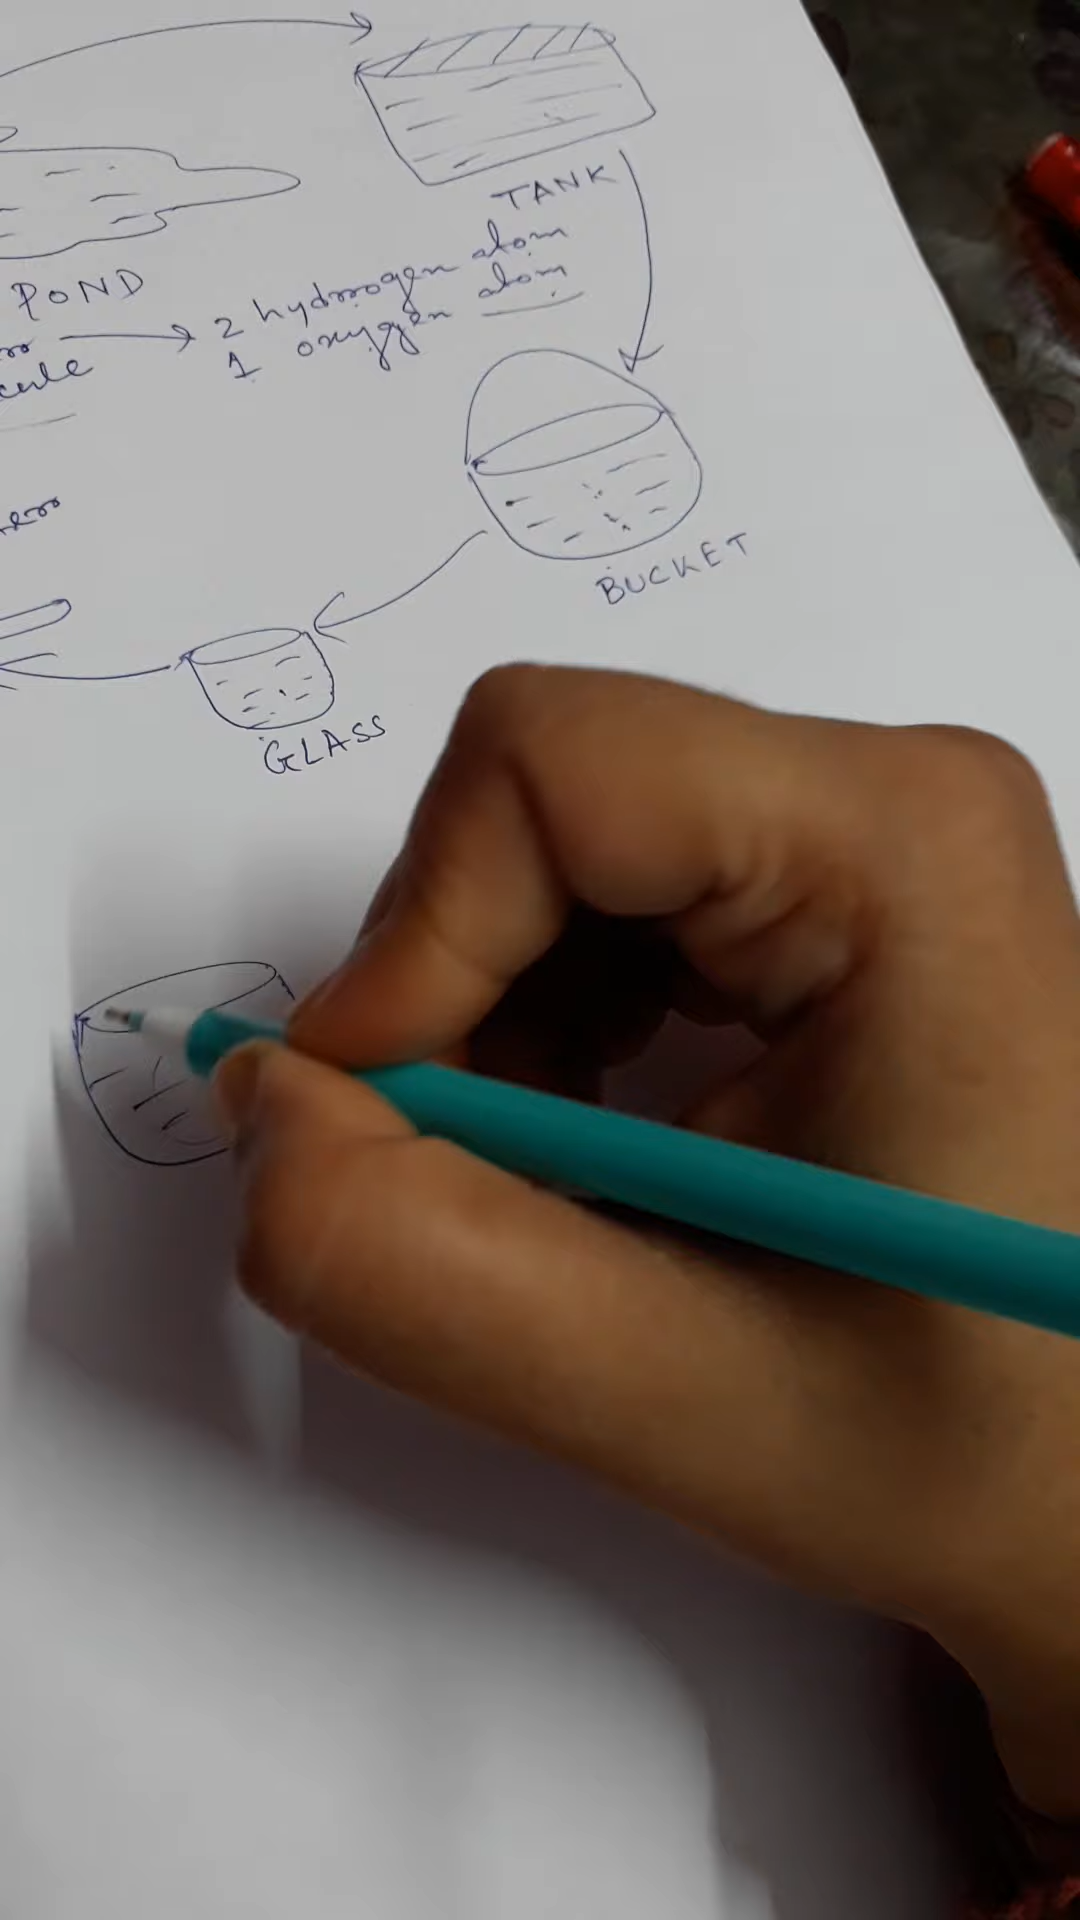 TANK
POND
2 hydrogen atom
1 oxygen atom
BUCKET
GLASS